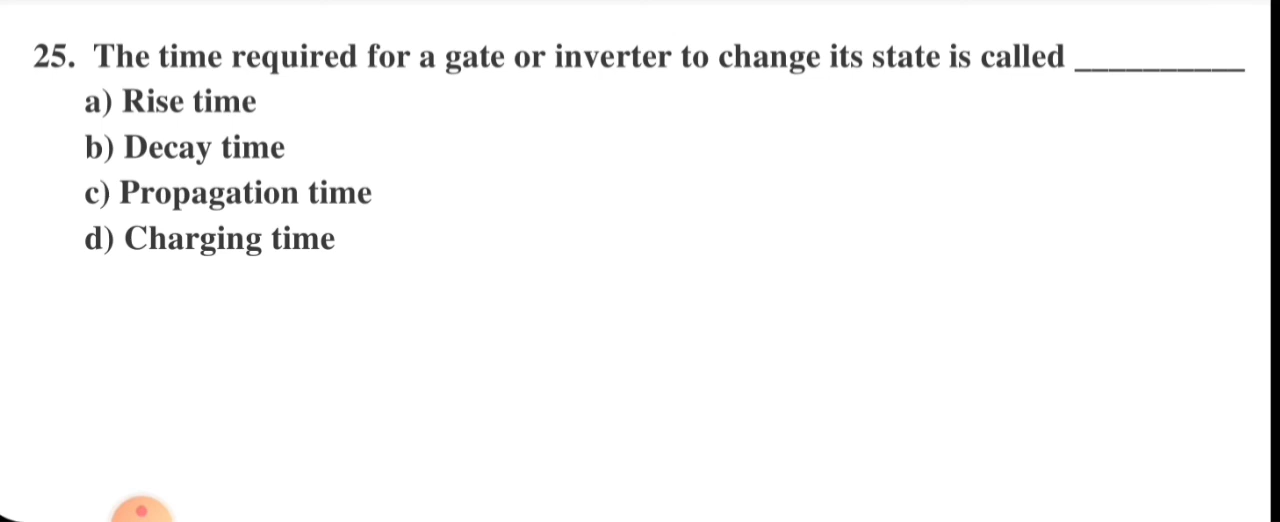 25. The time required for a gate or inverter to change its state is called __________
a) Rise time
b) Decay time
c) Propagation time
d) Charging time